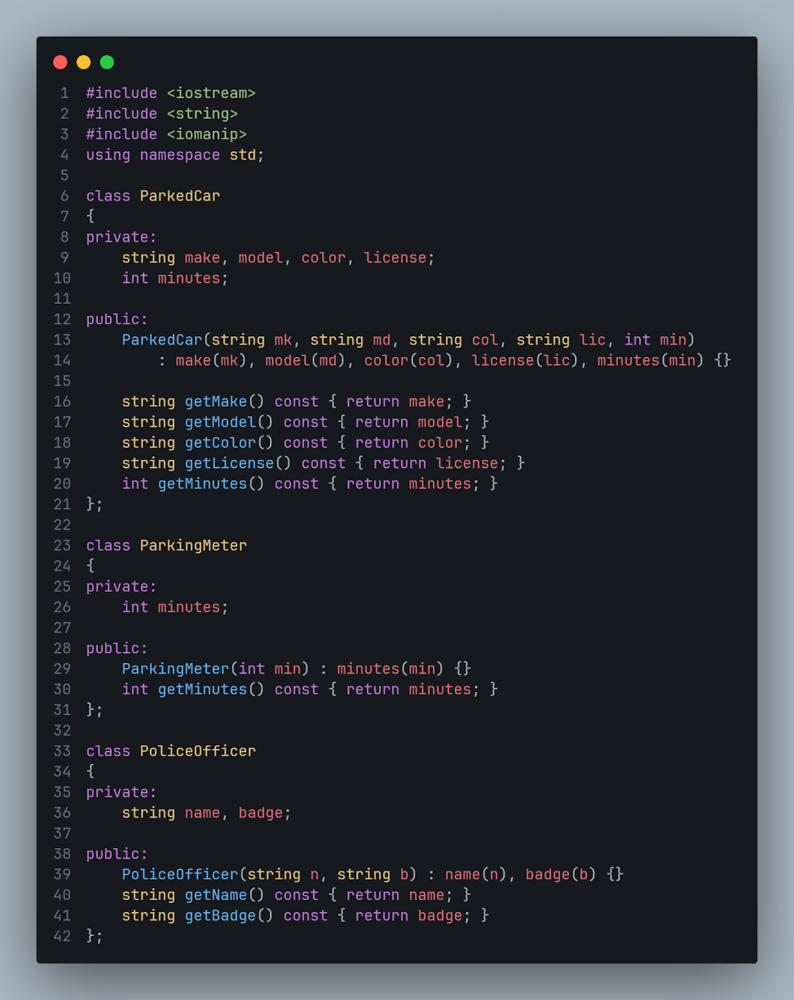 1 #include <iostream>
2 #include <string>
3 #include <iomanip>
4 using namespace std;
5
6 class ParkedCar
7 {
8 private:
9     string make, model, color, license;
10     int minutes;
11
12 public:
13     ParkedCar(string mk, string md, string col, string lic, int min)
14         : make(mk), model(md), color(col), license(lic), minutes(min) {}
15
16     string getMake() const { return make; }
17     string getModel() const { return model; }
18     string getColor() const { return color; }
19     string getLicense() const { return license; }
20     int getMinutes() const { return minutes; }
21 };
22
23 class ParkingMeter
24 {
25 private:
26     int minutes;
27
28 public:
29     ParkingMeter(int min) : minutes(min) {}
30     int getMinutes() const { return minutes; }
31 };
32
33 class PoliceOfficer
34 {
35 private:
36     string name, badge;
37
38 public:
39     PoliceOfficer(string n, string b) : name(n), badge(b) {}
40     string getName() const { return name; }
41     string getBadge() const { return badge; }
42 };